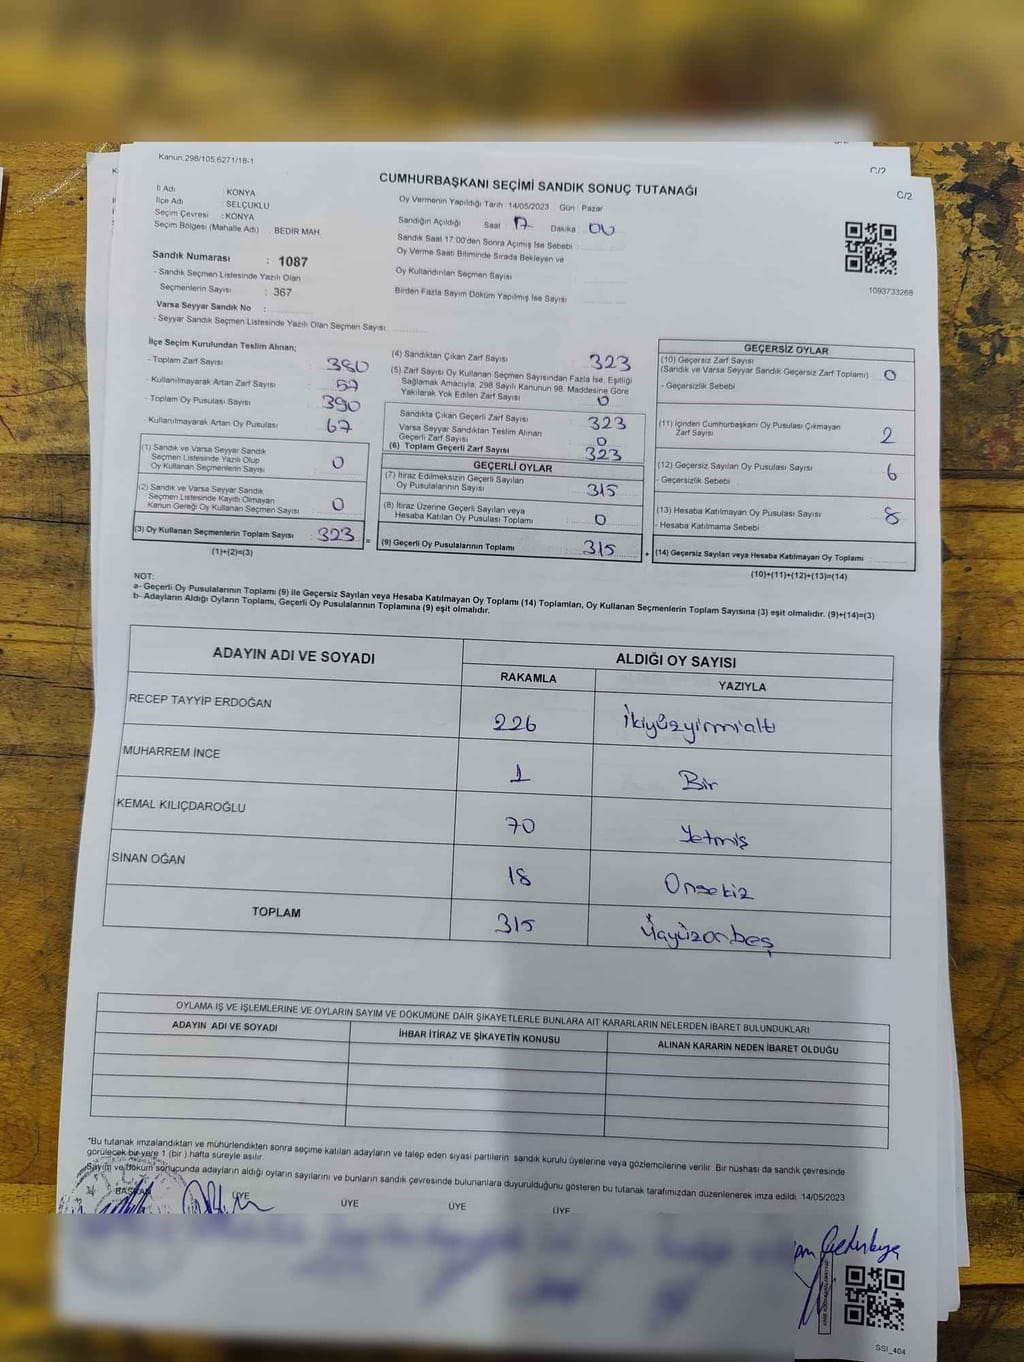 Kanun:298/105,6271/18-1
C/2
C/2
CUMHURBAŞKANI SEÇİMİ SANDIK SONUÇ TUTANAĞI
İl Adı : KONYA
İlçe Adı : SELÇUKLU
Seçim Çevresi : KONYA
Seçim Bölgesi (Mahalle Adı) : BEDİR MAH.
Oy Vermenin Yapıldığı Tarih :14/05/2023 Gün : Pazar
Sandığın Açıldığı Saat 17 Dakika 00
Sandık Saat 17:00'den Sonra Açımış İse Sebebi
Oy Verme Saati Bitiminde Sırada Bekleyen ve
Oy Kullandırılan Seçmen Sayısı
Birden Fazla Sayım Döküm Yapılmış İse Sayısı
1093733268
Sandık Numarası : 1087
- Sandık Seçmen Listesinde Yazılı Olan
Seçmenlerin Sayısı : 367
Varsa Seyyar Sandık No :
- Seyyar Sandık Seçmen Listesinde Yazılı Olan Seçmen Sayısı:
İlçe Seçim Kurulundan Teslim Alınan;
- Toplam Zarf Sayısı 380
- Kullanılmayarak Artan Zarf Sayısı 57
- Toplam Oy Pusulası Sayısı 390
- Kullanılmayarak Artan Oy Pusulası 67
(1) Sandık ve Varsa Seyyar Sandık
Seçmen Listesinde Yazılı Olup
Oy Kullanan Seçmenlerin Sayısı 0
(2) Sandık ve Varsa Seyyar Sandık
Seçmen Listesinde Kayıtlı Olmayan
Kanun Gereği Oy Kullanan Seçmen Sayısı 0
(3) Oy Kullanan Seçmenlerin Toplam Sayısı 323
(1)+(2)=(3)
(4) Sandıktan Çıkan Zarf Sayısı 323
(5) Zarf Sayısı Oy Kullanan Seçmen Sayısından Fazla İse, Eşitliği
Sağlamak Amacıyla, 298 Sayılı Kanunun 98. Maddesine Göre
Yakılarak Yok Edilen Zarf Sayısı 0
Sandıkta Çıkan Geçerli Zarf Sayısı 323
Varsa Seyyar Sandıktan Teslim Alınan
Geçerli Zarf Sayısı 0
(6) Toplam Geçerli Zarf Sayısı 323
GEÇERLİ OYLAR
(7) İtiraz Edilmeksizin Geçerli Sayılan
Oy Pusulalarının Sayısı 315
(8) İtiraz Üzerine Geçerli Sayılan veya
Hesaba Katılan Oy Pusulası Toplamı 0
=
(9) Geçerli Oy Pusulalarının Toplamı 315
+
GEÇERSİZ OYLAR
(10) Geçersiz Zarf Sayısı
(Sandık ve Varsa Seyyar Sandık Geçersiz Zarf Toplamı) 0
- Geçersizlik Sebebi
(11) İçinden Cumhurbaşkanı Oy Pusulası Çıkmayan
Zarf Sayısı 2
(12) Geçersiz Sayılan Oy Pusulası Sayısı 6
- Geçersizlik Sebebi
(13) Hesaba Katılmayan Oy Pusulası Sayısı 8
- Hesaba Katılmama Sebebi
(14) Geçersiz Sayılan veya Hesaba Katılmayan Oy Toplamı
(10)+(11)+(12)+(13)=(14)
NOT:
a- Geçerli Oy Pusulalarının Toplamı (9) ile Geçersiz Sayılan veya Hesaba Katılmayan Oy Toplamı (14) Toplamları, Oy Kullanan Seçmenlerin Toplam Sayısına (3) eşit olmalıdır. (9)+(14)=(3)
b- Adayların Aldığı Oyların Toplamı, Geçerli Oy Pusulalarının Toplamına (9) eşit olmalıdır.
ADAYIN ADI VE SOYADI
ALDIĞI OY SAYISI
RAKAMLA YAZIYLA
RECEP TAYYİP ERDOĞAN 226 İkiyüzyirmialtı
MUHARREM İNCE 1 Bir
KEMAL KILIÇDAROĞLU 70 Yetmiş
SİNAN OĞAN 18 Onsekiz
TOPLAM 315 Üçyüzonbeş
OYLAMA İŞ VE İŞLEMLERİNE VE OYLARIN SAYIM VE DÖKÜMÜNE DAİR ŞİKAYETLERLE BUNLARA AİT KARARLARIN NELERDEN İBARET BULUNDUKLARI
ADAYIN ADI VE SOYADI İHBAR İTİRAZ VE ŞİKAYETİN KONUSU ALINAN KARARIN NEDEN İBARET OLDUĞU
*Bu tutanak imzalandıktan ve mühürlendikten sonra seçime katılan adayların ve talep eden siyasi partilerin sandık kurulu üyelerine veya gözlemcilerine verilir. Bir nüshası da sandık çevresinde
görülecek bir yere 1 (bir ) hafta süreyle asılır.
Sayım ve döküm sonucunda adayların aldığı oyların sayılarını ve bunların sandık çevresinde bulunanlara duyurulduğunu gösteren bu tutanak tarafımızdan düzenlenerek imza edildi. 14/05/2023
BAŞKAN ÜYE ÜYE ÜYE ÜYE
SSI_404